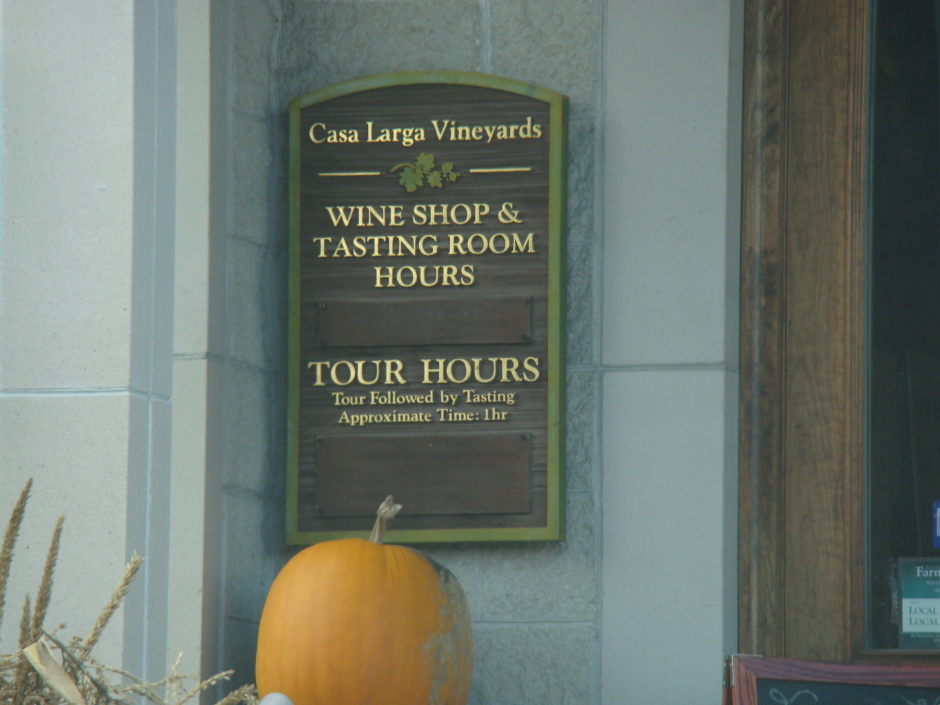 Casa Larga Vineyards
WINE SHOP &
TASTING ROOM
HOURS
TOUR HOURS
Tour Followed by Tasting
Approximate Time: 1hr
LOCAL
LOCAL